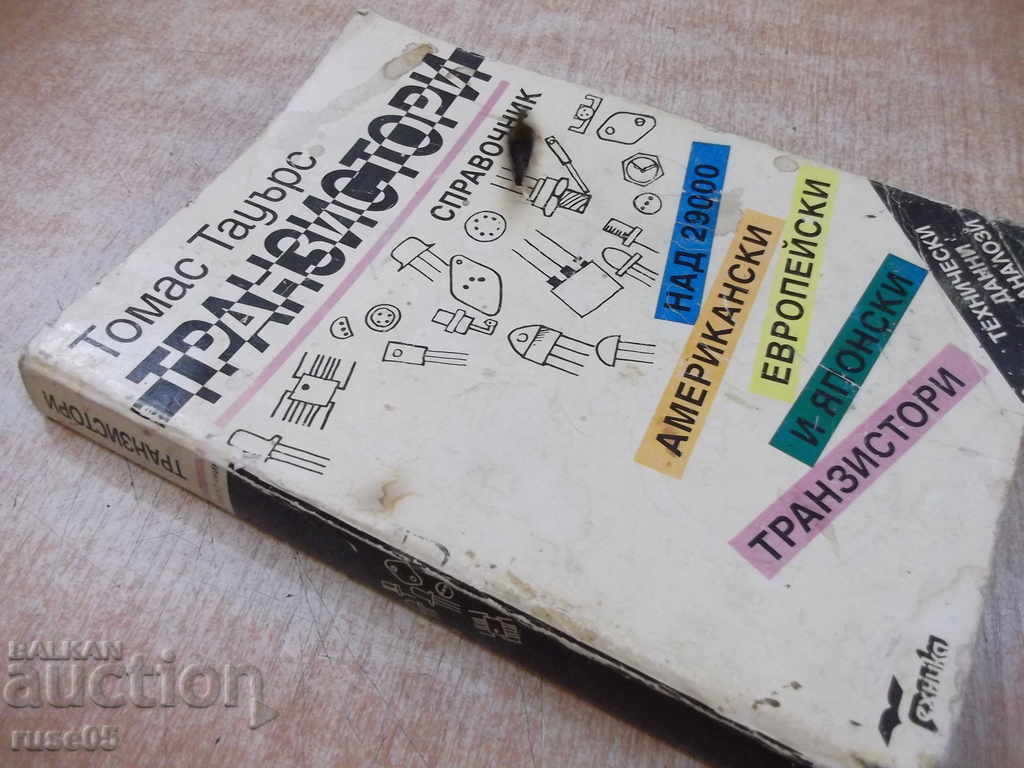 Томас Тауърс
ТРАНЗИСТОРИ
СПРАВОЧНИК
НАД 29000
АМЕРИКАНСКИ
ЕВРОПЕЙСКИ
И ЯПОНСКИ
ТРАНЗИСТОРИ
ТЕХНИЧЕСКИ
ДАННИ
АНАЛОЗИ
ТРАНЗИСТОРИ
BALKAN
auction
ruse05